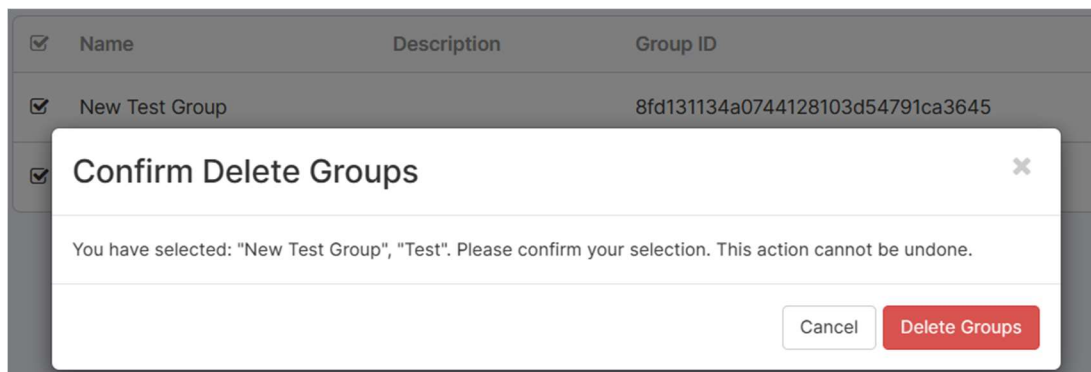 Name Description Group ID
New Test Group 8fd131134a0744128103d54791ca3645
Confirm Delete Groups
You have selected: "New Test Group", "Test". Please confirm your selection. This action cannot be undone.
Cancel Delete Groups